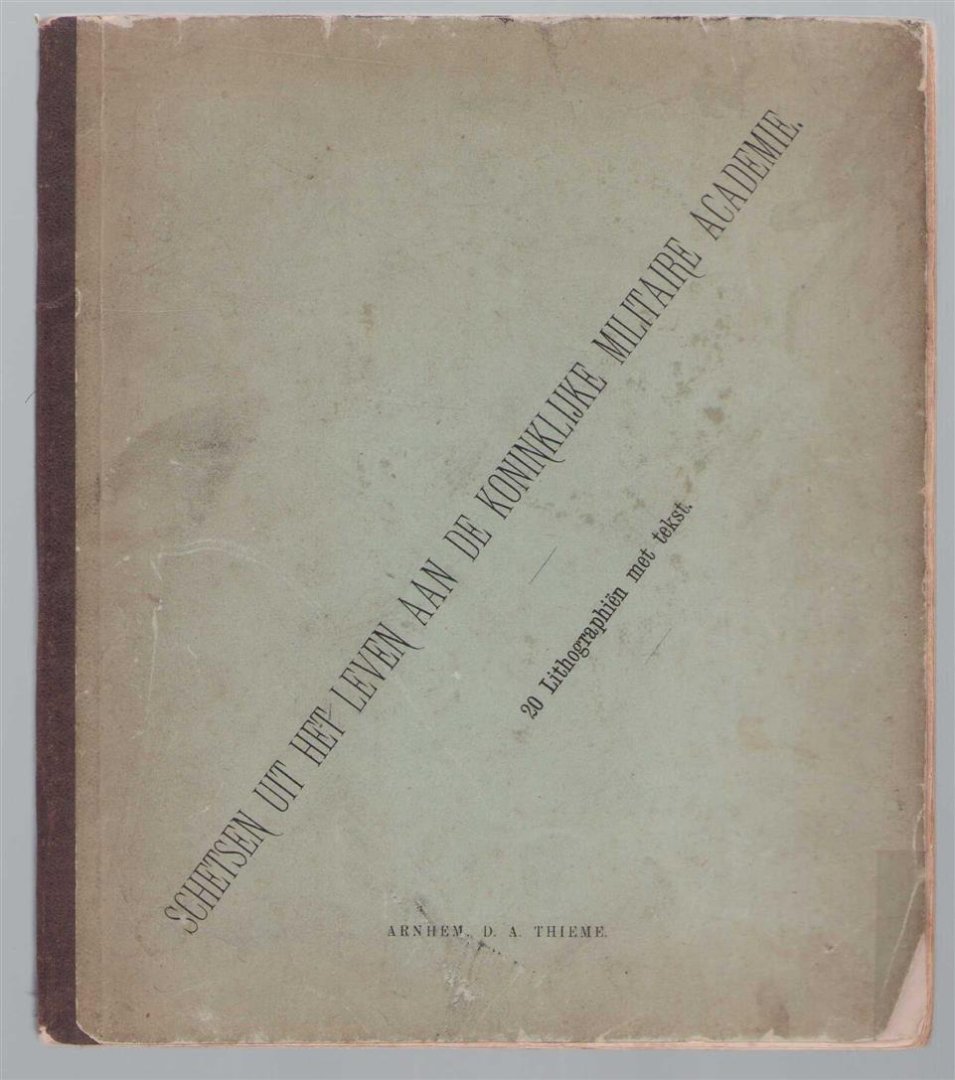 SCHETSEN UIT HET LEVEN AAN DE KONINKLIJKE MILITAIRE ACADEMIE.
20 Lithographiën met tekst.
ARNHEM, D. A. THIEME.